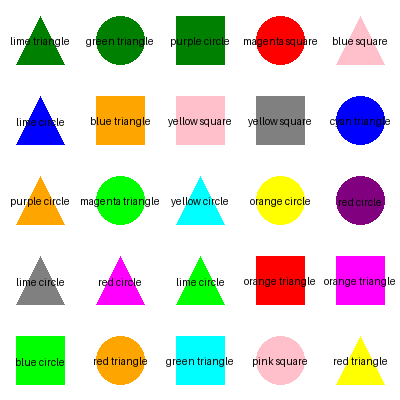 lime triangle green triangle purple circle magenta square blue square
lime circle blue triangle yellow square yellow square cyan triangle
purple circle magenta triangle yellow circle orange circle red circle
lime circle red circle lime circle orange triangle orange triangle
blue circle red triangle green triangle pink square red triangle